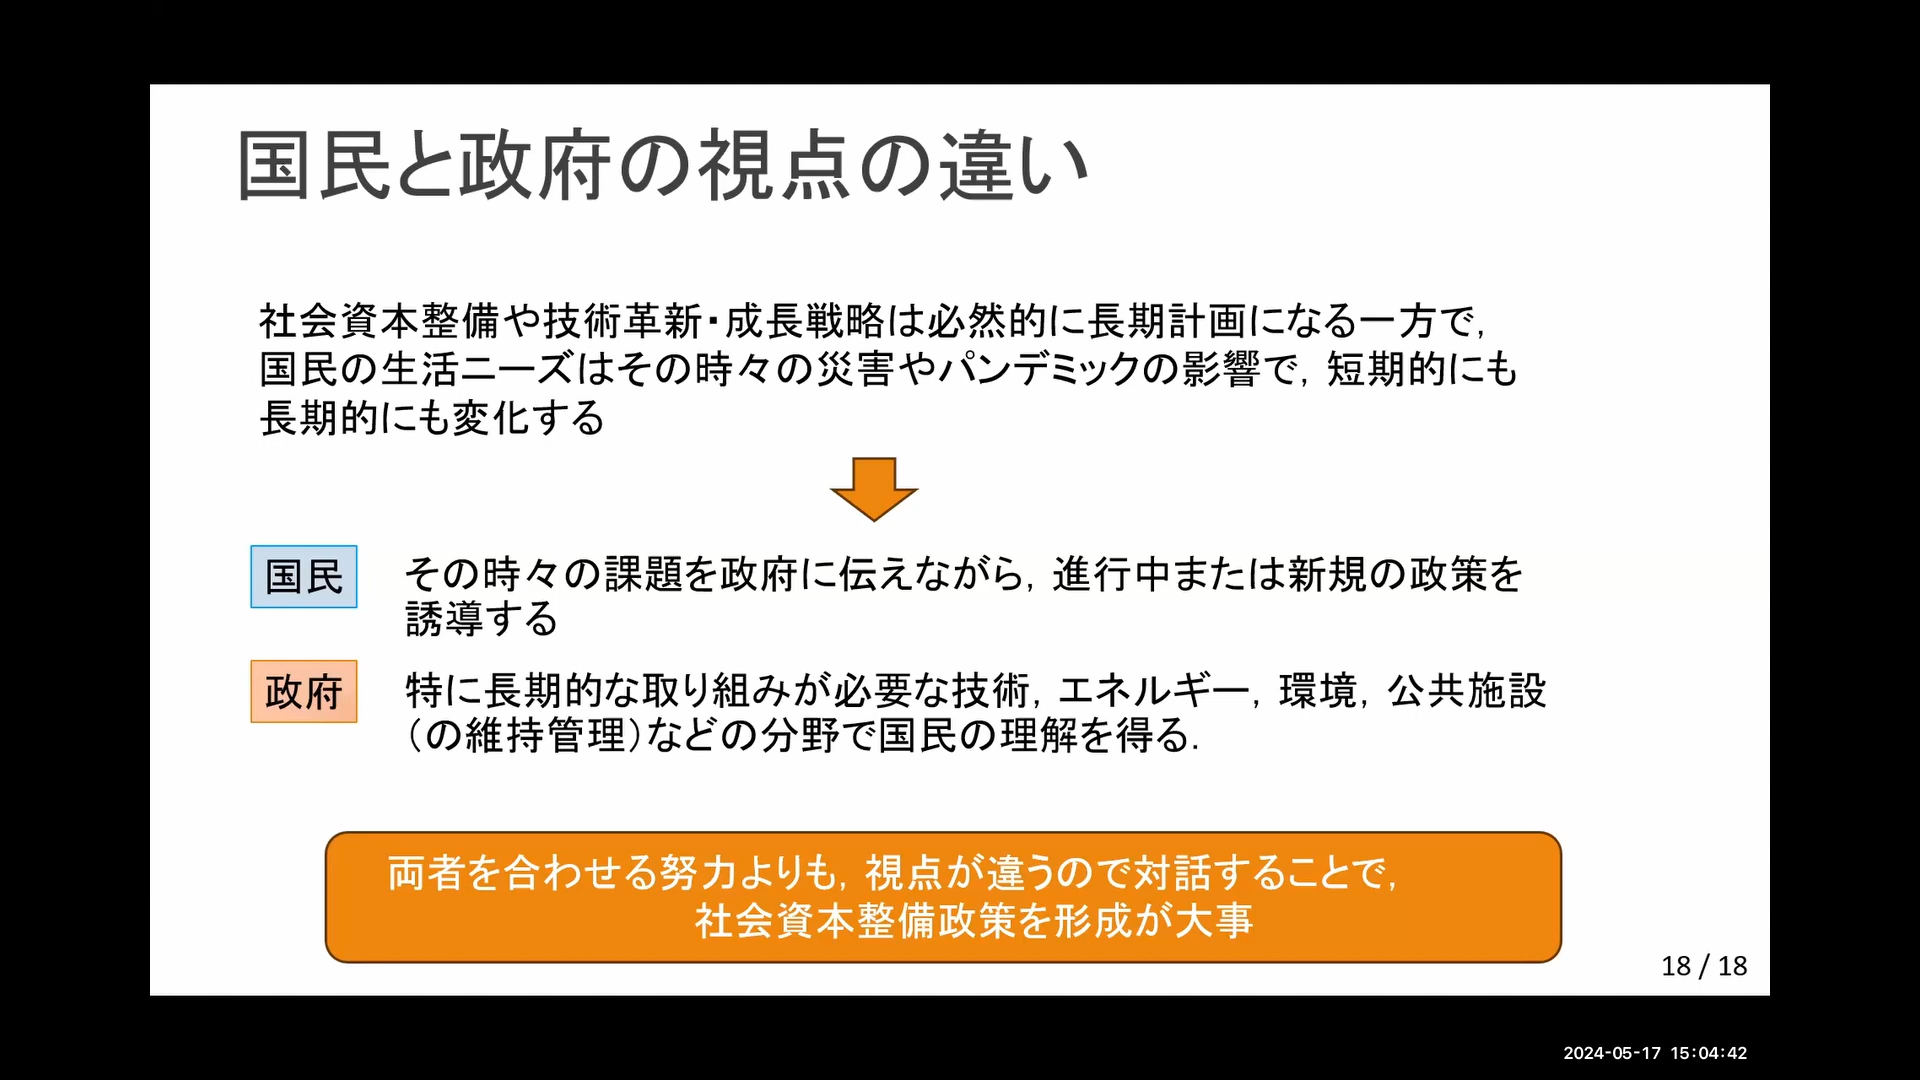 国民と政府の視点の違い
社会資本整備や技術革新・成長戦略は必然的に長期計画になる一方で，
国民の生活ニーズはその時々の災害やパンデミックの影響で，短期的にも
長期的にも変化する
国民
その時々の課題を政府に伝えながら，進行中または新規の政策を
誘導する
政府
特に長期的な取り組みが必要な技術，エネルギー，環境，公共施設
（の維持管理）などの分野で国民の理解を得る．
両者を合わせる努力よりも，視点が違うので対話することで，
社会資本整備政策を形成が大事
18 / 18
2024-05-17 15:04:42